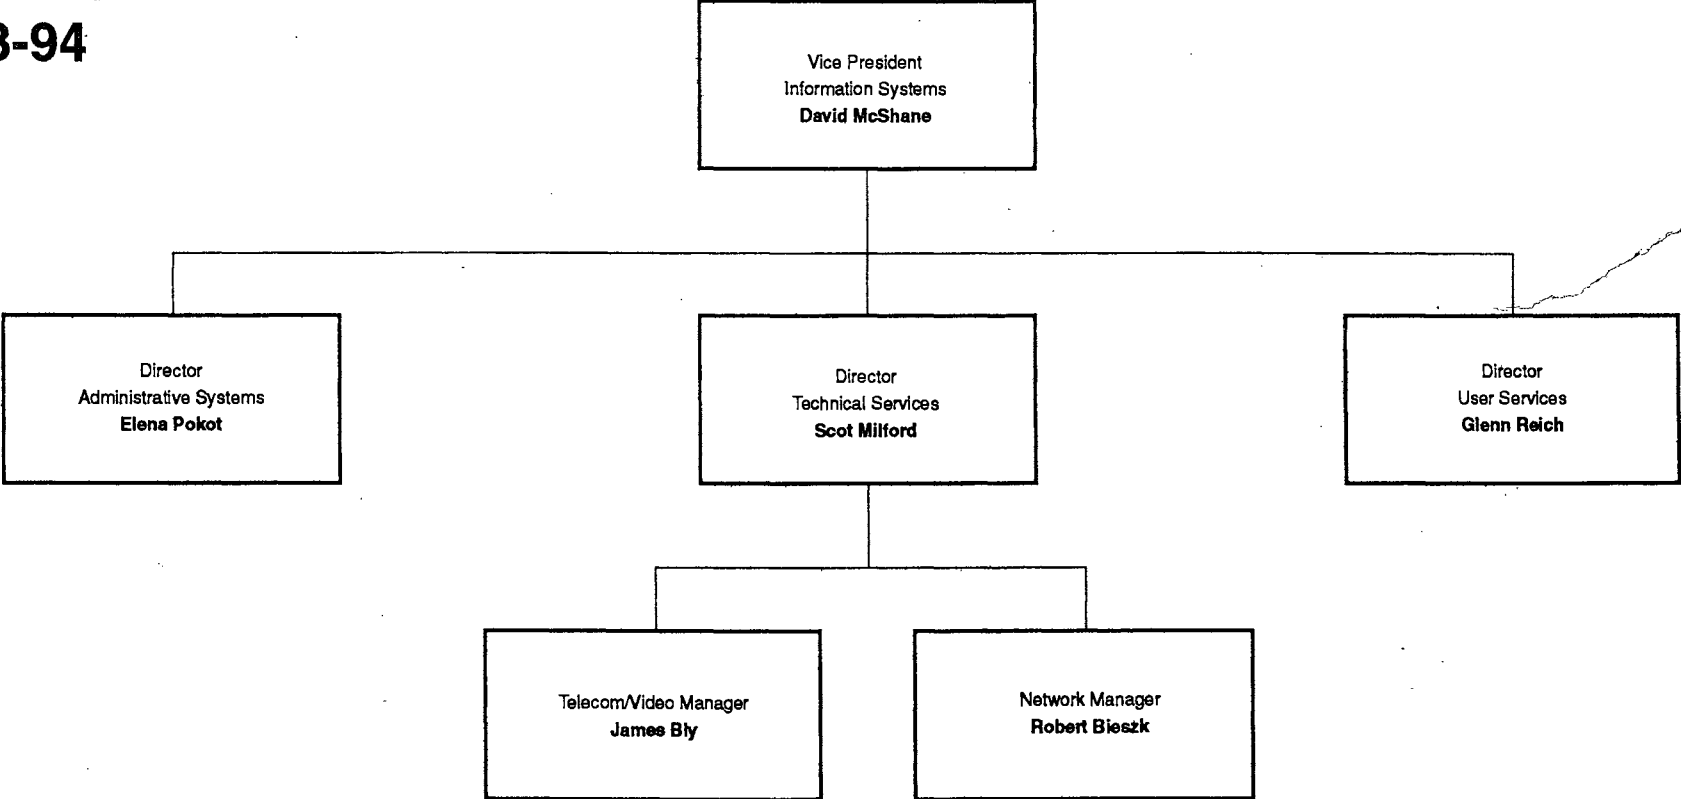 3-94
Vice President
Information Systems
David McShane
Director
Administrative Systems
Elena Pokot
Director
Technical Services
Scot Milford
Director
User Services
Glenn Reich
Telecom/Video Manager
James Bly
Network Manager
Robert Bieszk